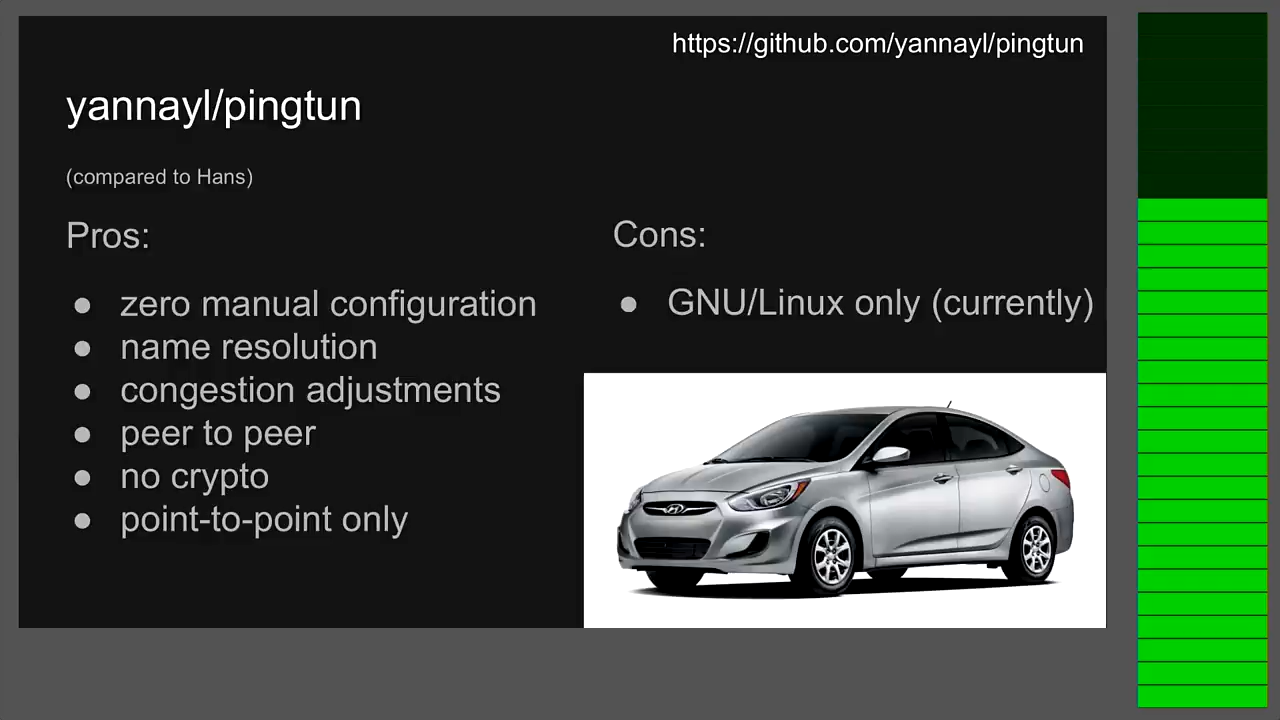 https://github.com/yannayl/pingtun
yannayl/pingtun
(compared to Hans)
Pros:
● zero manual configuration
● name resolution
● congestion adjustments
● peer to peer
● no crypto
● point-to-point only
Cons:
● GNU/Linux only (currently)